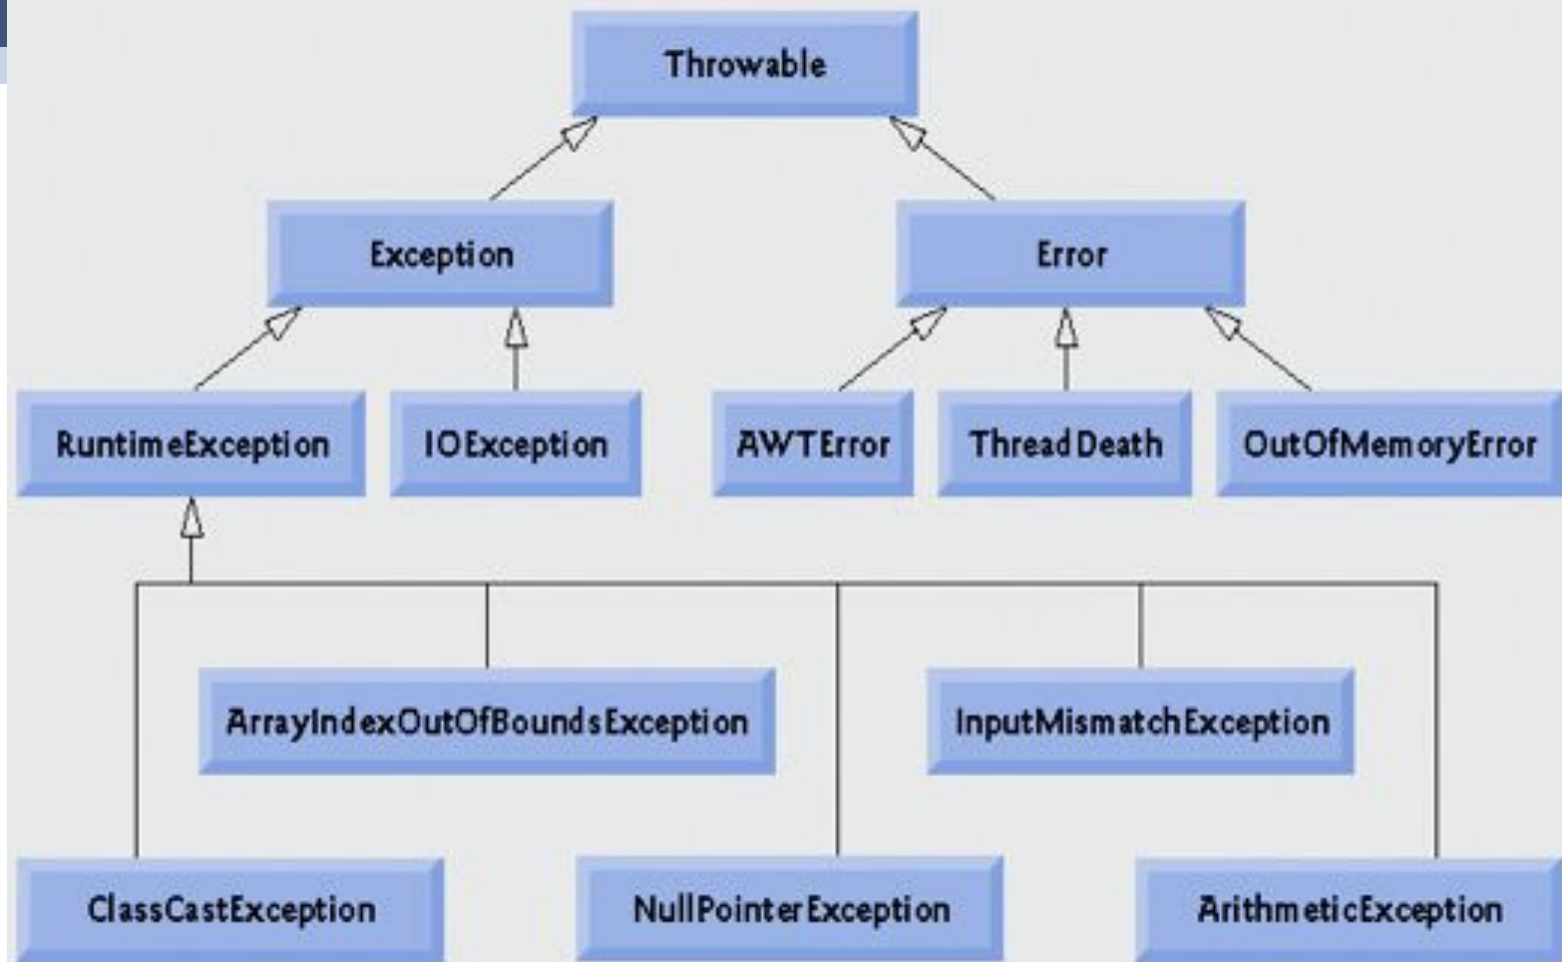 Throwable
Exception
Error
RuntimeException
IOException
AWTError
ThreadDeath
OutOfMemoryError
ArrayIndexOutOfBoundsException
InputMismatchException
ClassCastException
NullPointerException
ArithmeticException